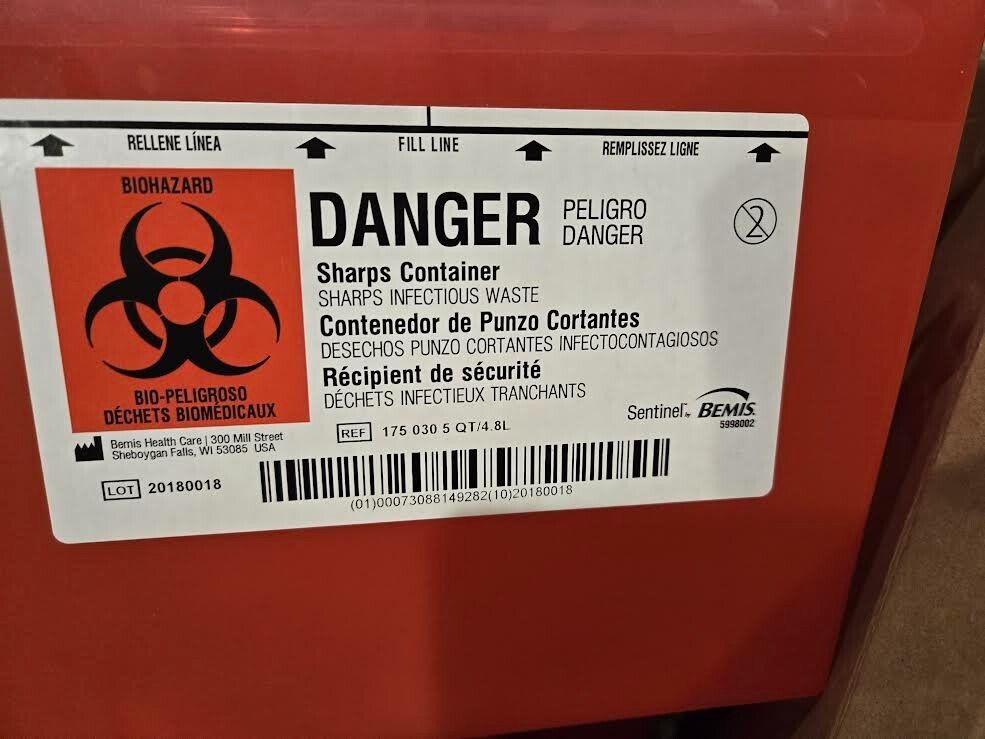 RELLENE LÍNEA
FILL LINE
REMPLISSEZ LIGNE
BIOHAZARD
BIO-PELIGROSO
DÉCHETS BIOMÉDICAUX
DANGER
PELIGRO
DANGER
2
Sharps Container
SHARPS INFECTIOUS WASTE
Contenedor de Punzo Cortantes
DESECHOS PUNZO CORTANTES INFECTOCONTAGIOSOS
Récipient de sécurité
DÉCHETS INFECTIEUX TRANCHANTS
Sentinel™ BEMIS
5998002
Bemis Health Care | 300 Mill Street
Sheboygan Falls, WI 53085 USA
REF 175 030 5 QT/4.8L
LOT 20180018
(01)00073088149282(10)20180018